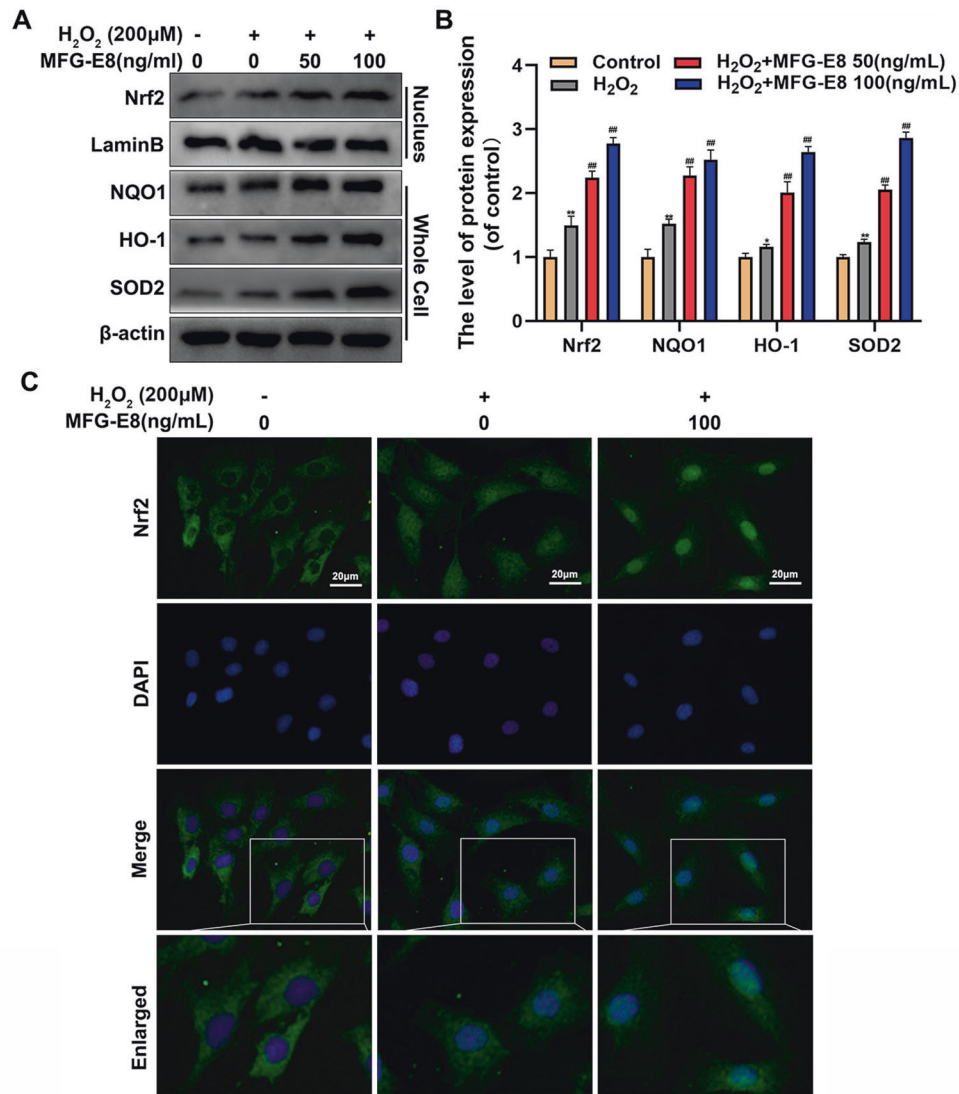 A
H₂O₂ (200μM) - + + +
MFG-E8(ng/ml) 0 0 50 100
Nrf2
LaminB
Nuclues
NQO1
HO-1
SOD2
β-actin
Whole Cell
B
Control
H₂O₂
H₂O₂+MFG-E8 50(ng/mL)
H₂O₂+MFG-E8 100(ng/mL)
The level of protein expression
(of control)
4
3
2
1
0
** ## ##
** ## ##
* ## ##
** ## ##
Nrf2 NQO1 HO-1 SOD2
C
H₂O₂ (200μM) - + +
MFG-E8(ng/mL) 0 0 100
Nrf2
20μm 20μm 20μm
DAPI
Merge
Enlarged